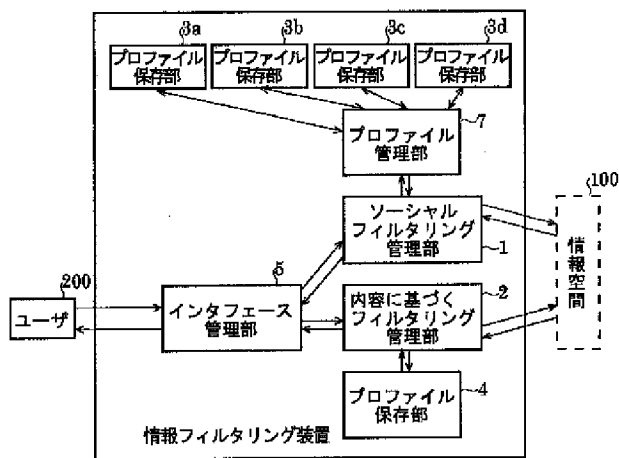 3a
3b
3c
3d
プロファイル
保存部
プロファイル
保存部
プロファイル
保存部
プロファイル
保存部
7
プロファイル
管理部
100
ソーシャル
フィルタリング
管理部
1
情報空間
5
200
ユーザ
インタフェース
管理部
2
内容に基づく
フィルタリング
管理部
4
プロファイル
保存部
情報フィルタリング装置